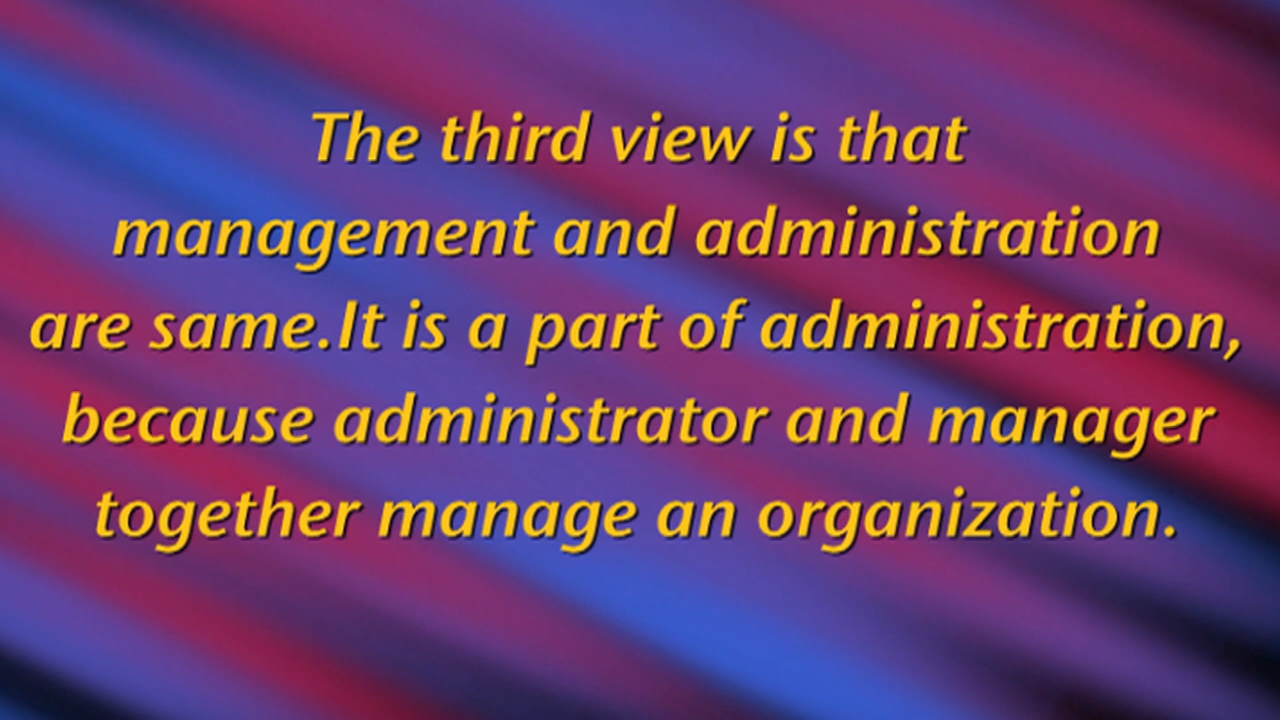 The third view is that
management and administration
are same.It is a part of administration,
because administrator and manager
together manage an organization.